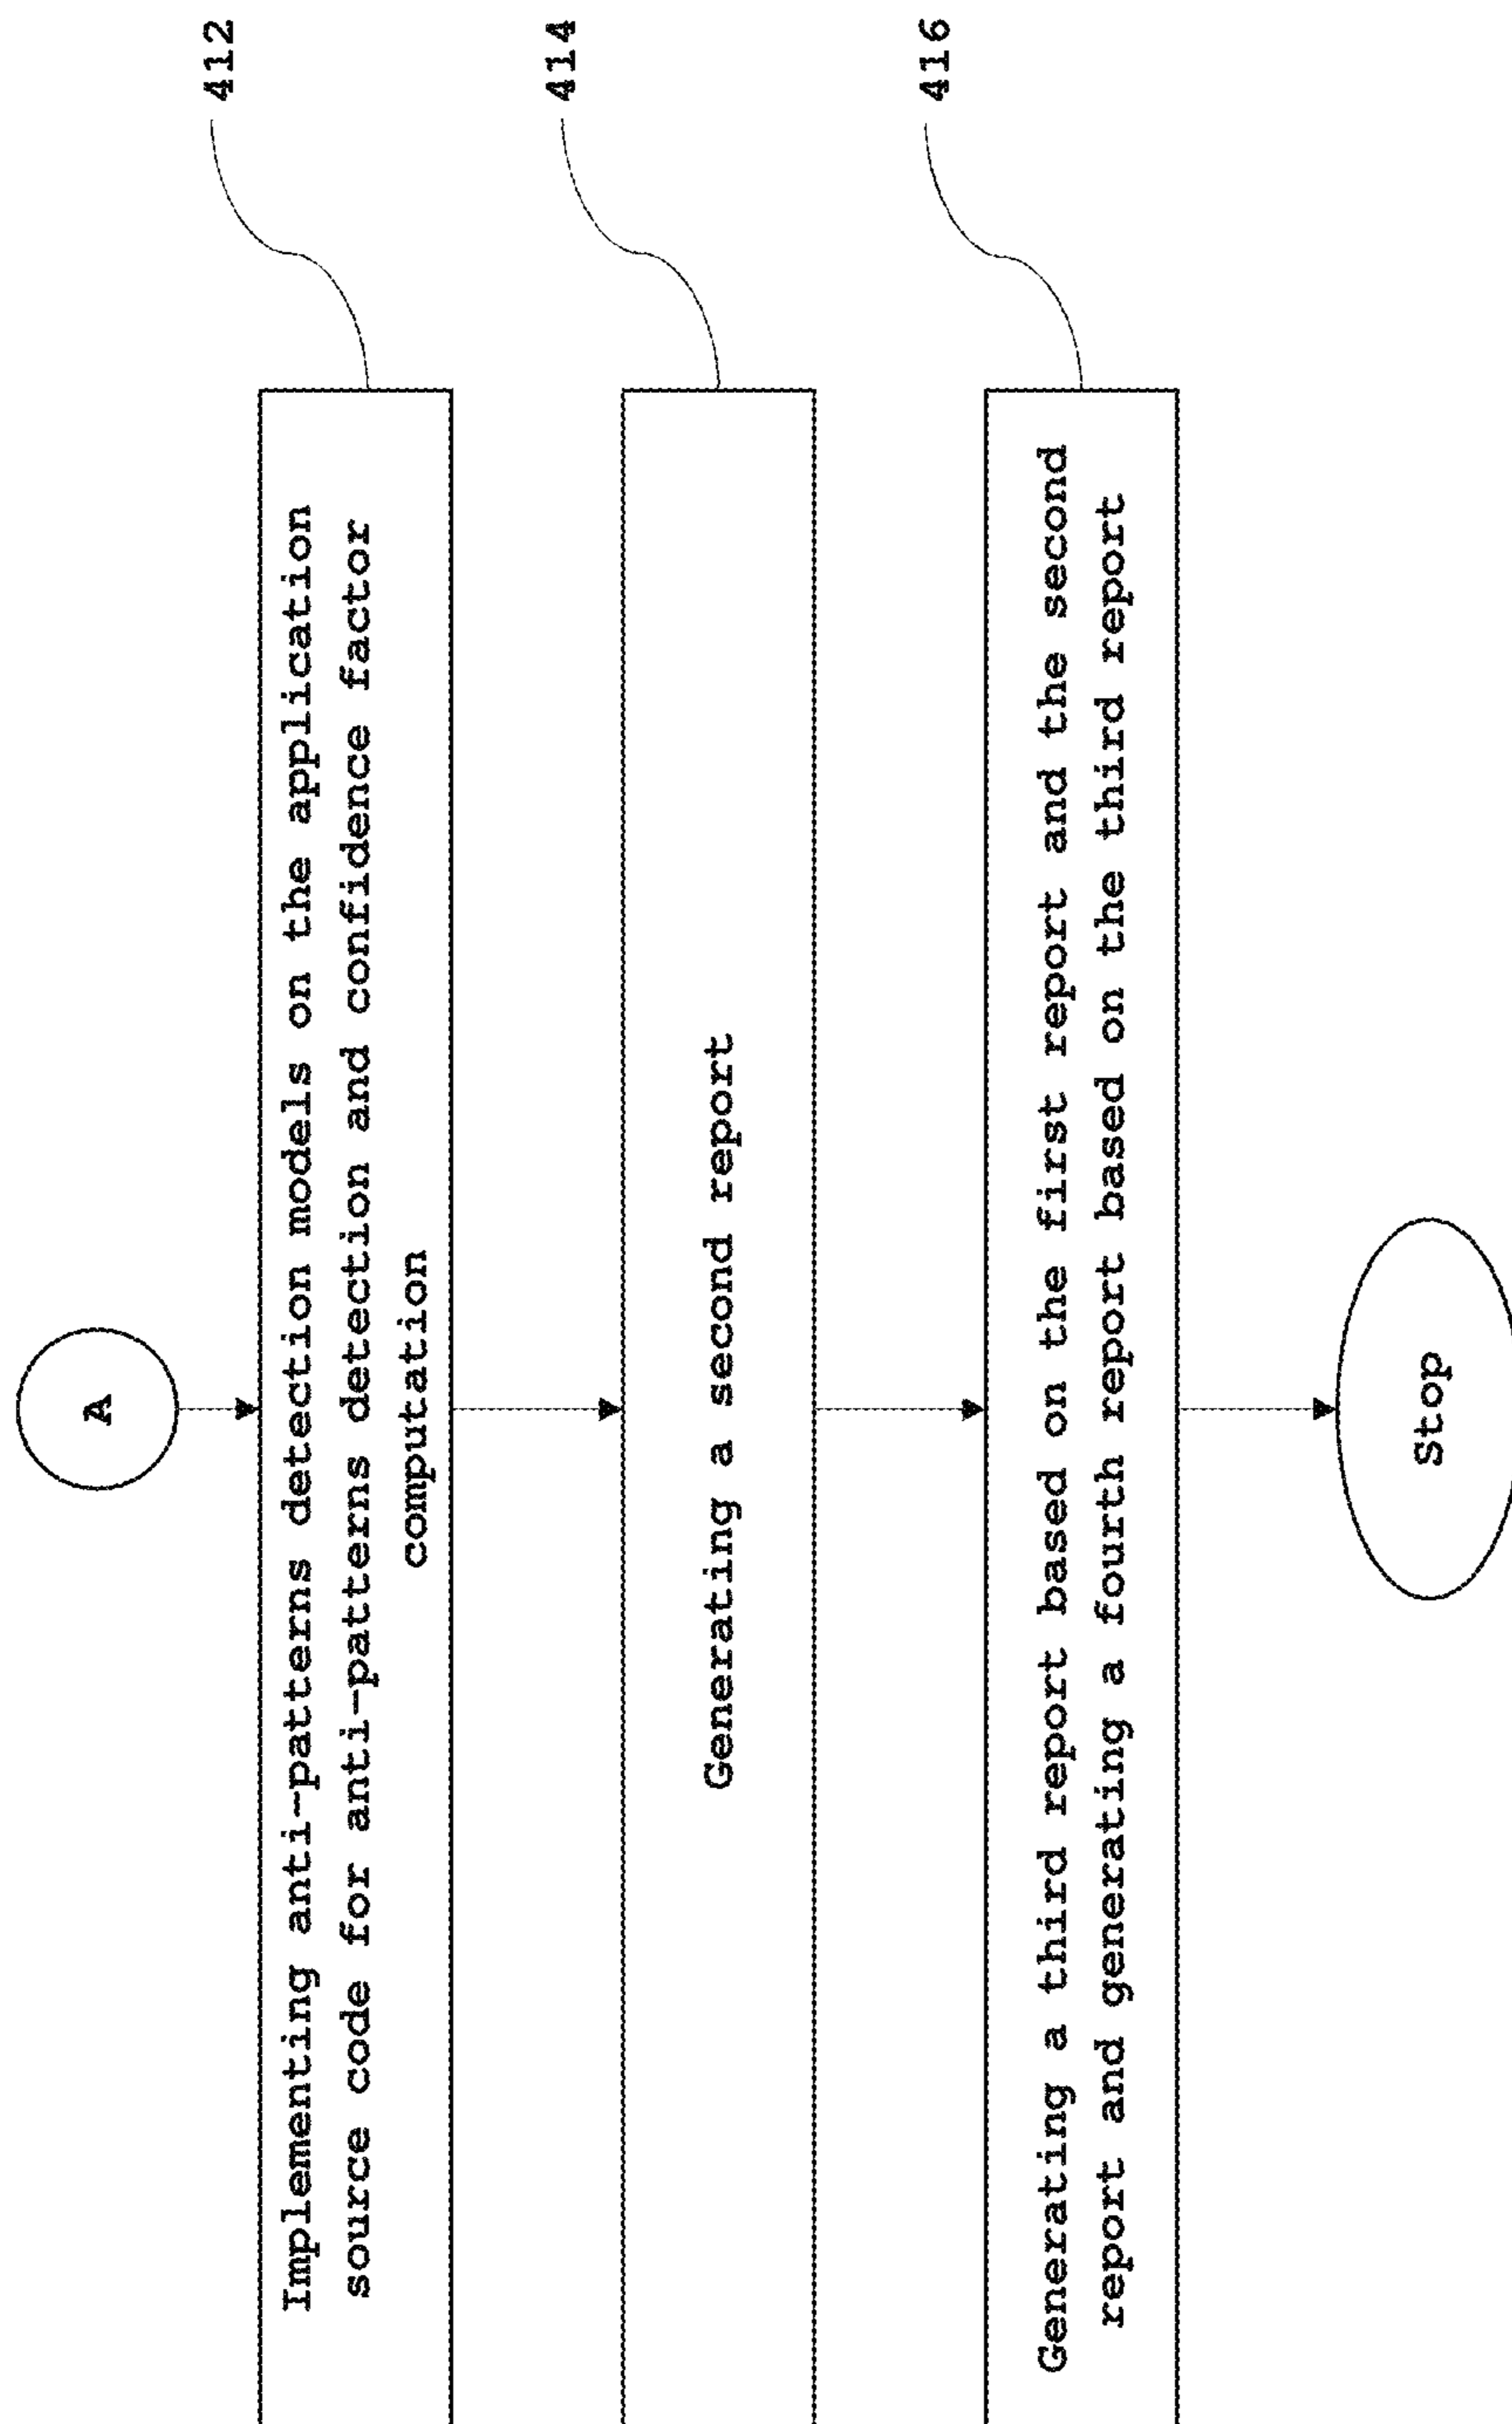 A
Implementing anti-patterns detection models on the application
source code for anti-patterns detection and confidence factor
computation
412
Generating a second report
414
Generating a third report based on the first report and the second
report and generating a fourth report based on the third report
416
Stop